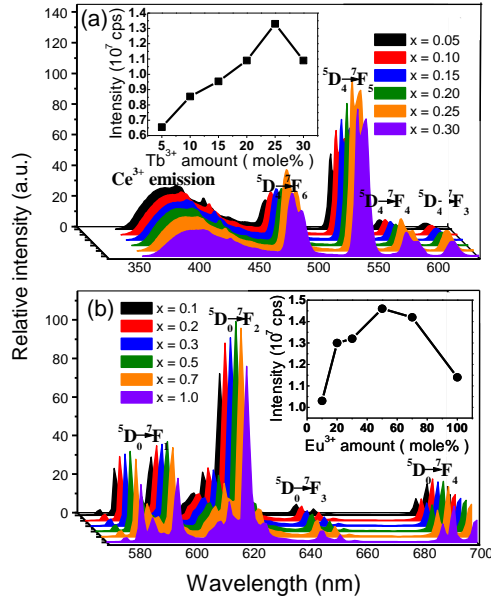 (a)
Relative intensity (a.u.)
140
120
100
80
60
40
20
0
Intensity (10⁷ cps)
1.4
1.3
1.2
1.1
1.0
0.9
0.8
0.7
0.6
5 10 15 20 25 30
Tb³⁺ amount ( mole% )
x = 0.05
x = 0.10
x = 0.15
x = 0.20
x = 0.25
x = 0.30
⁵D₄→⁷F₅
Ce³⁺ emission
⁵D₄→⁷F₆
⁵D₄→⁷F₄
⁵D₄-⁷F₃
350 400 450 500 550 600
(b)
100
80
60
40
20
0
x = 0.1
x = 0.2
x = 0.3
x = 0.5
x = 0.7
x = 1.0
⁵D₀→⁷F₂
Intensity (10⁷ cps)
1.5
1.4
1.3
1.2
1.1
1.0
0 20 40 60 80 100
Eu³⁺ amount ( mole% )
⁵D₀→⁷F
⁵D₀→⁷F₃
⁵D₀→⁷F₄
580 600 620 640 660 680 700
Wavelength (nm)